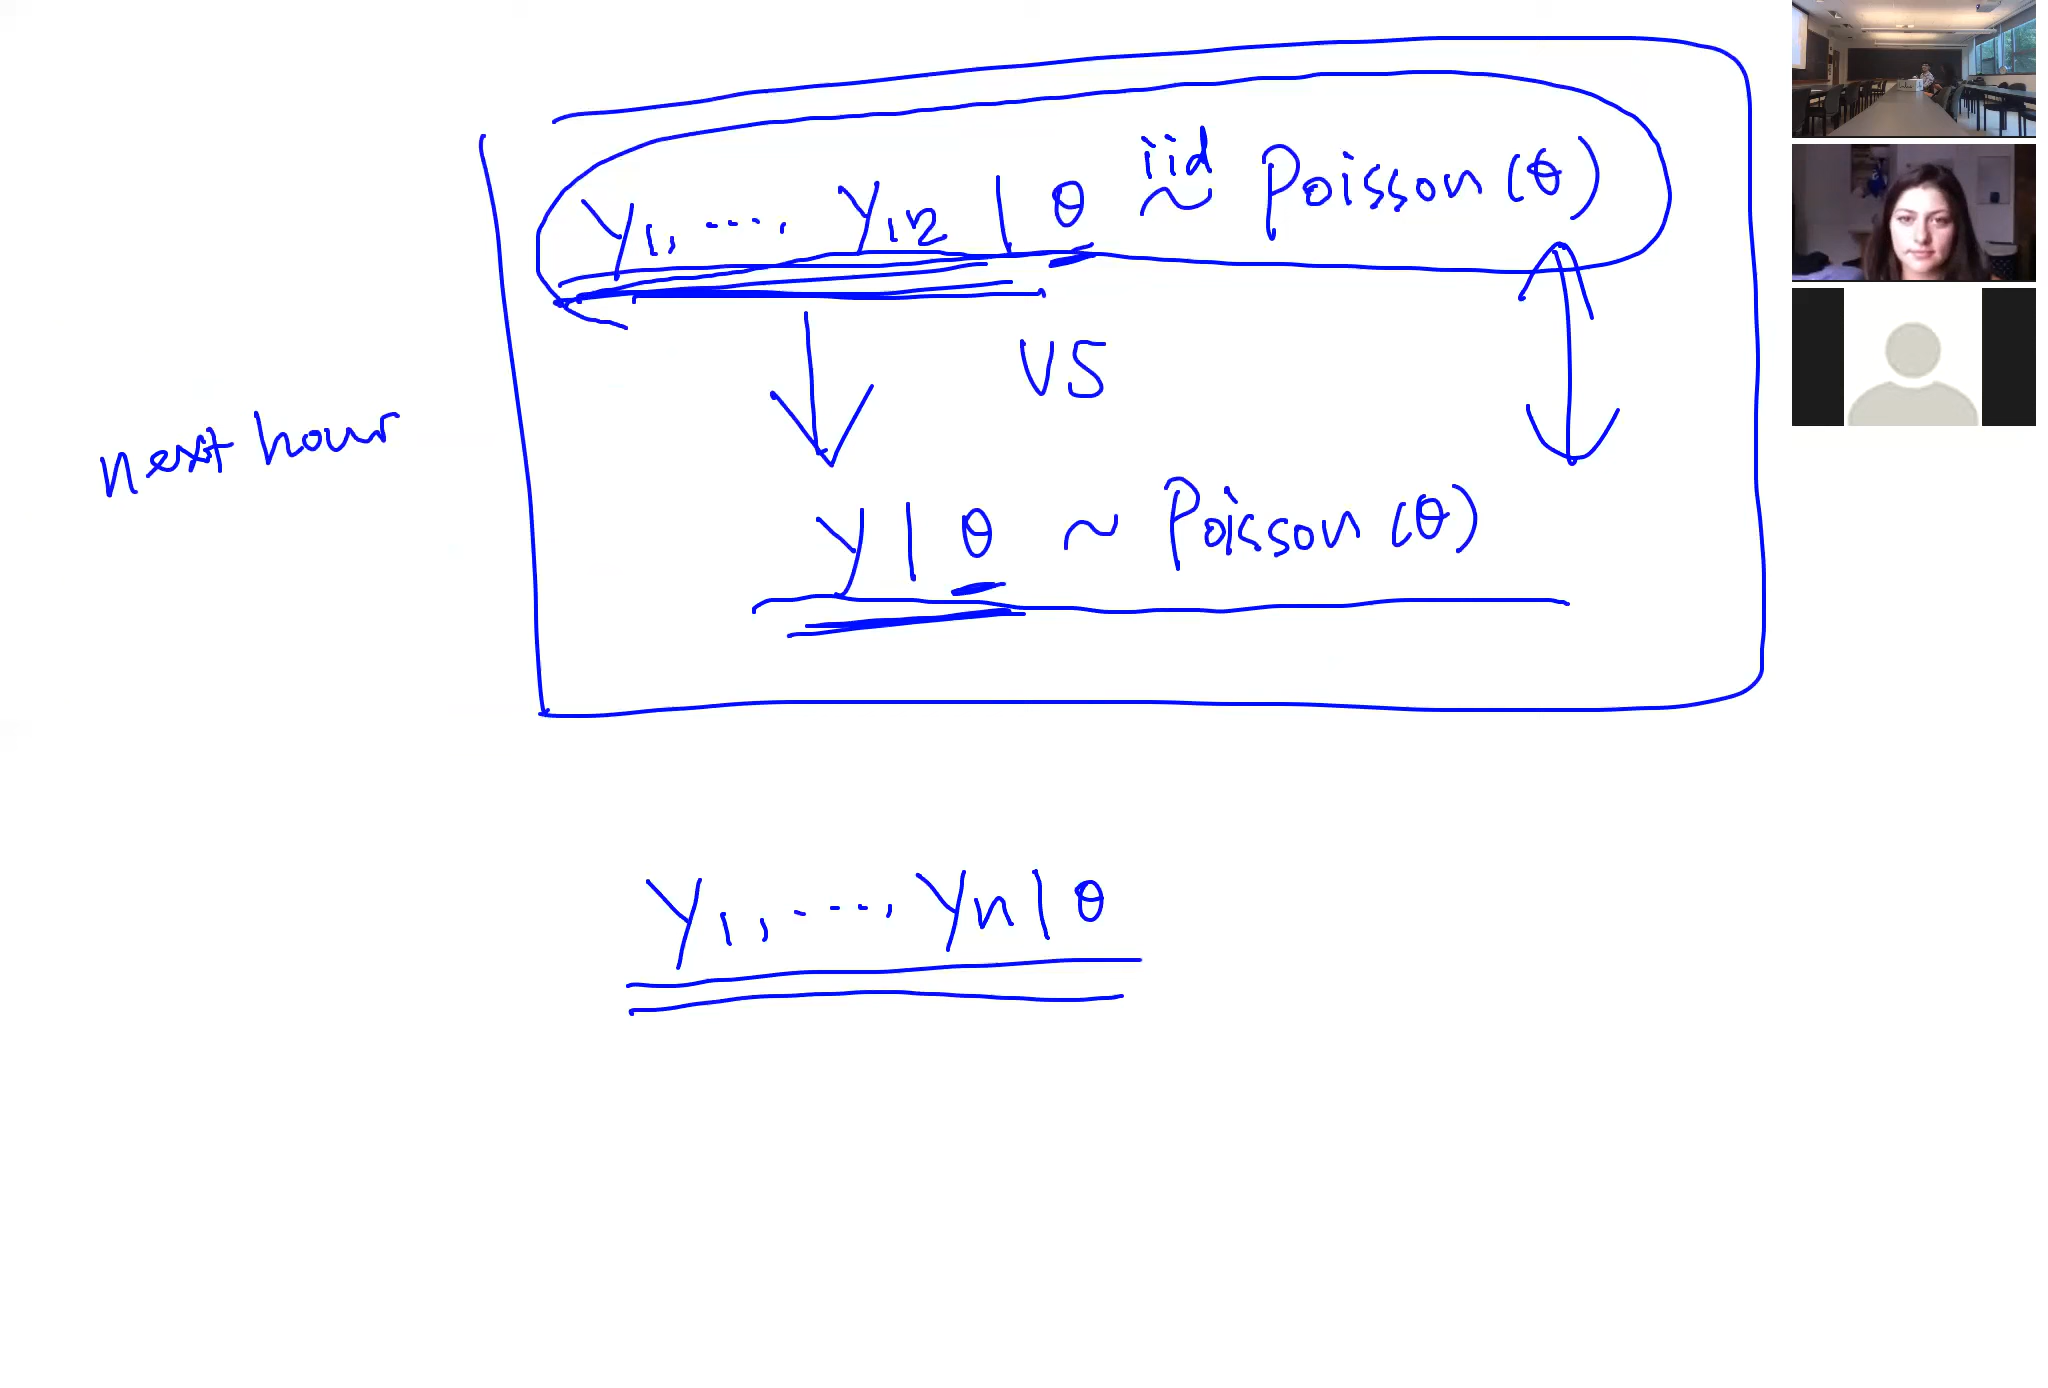 y₁, ..., y₁₂ | θ iid ~ Poisson(θ)
vs
next hour
y | θ ~ Poisson(θ)
y₁, ..., yn | θ